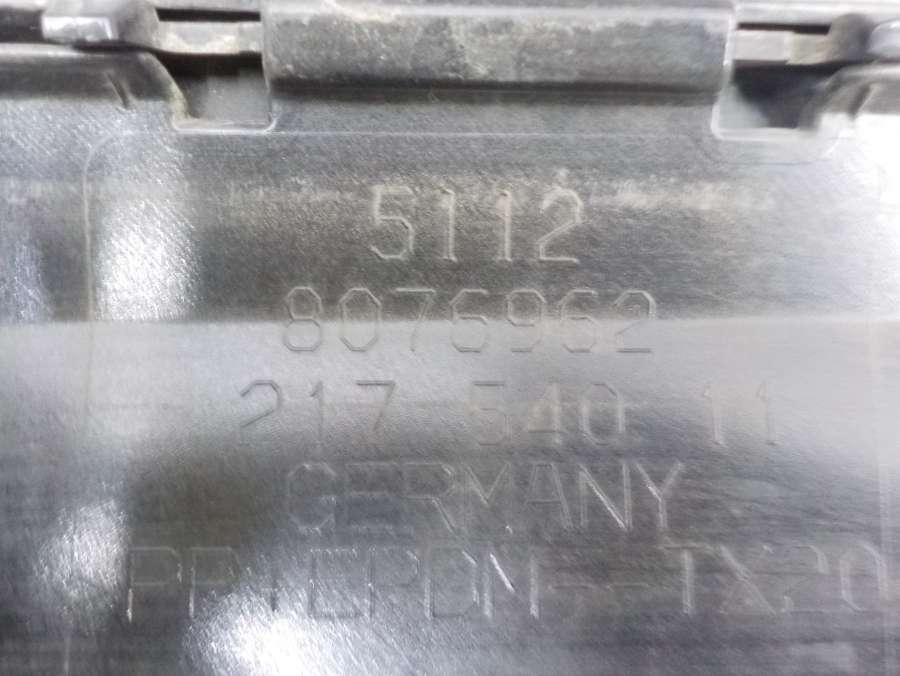 5112
8076962
217 540 11
GERMANY
PP+EPDM--TX20